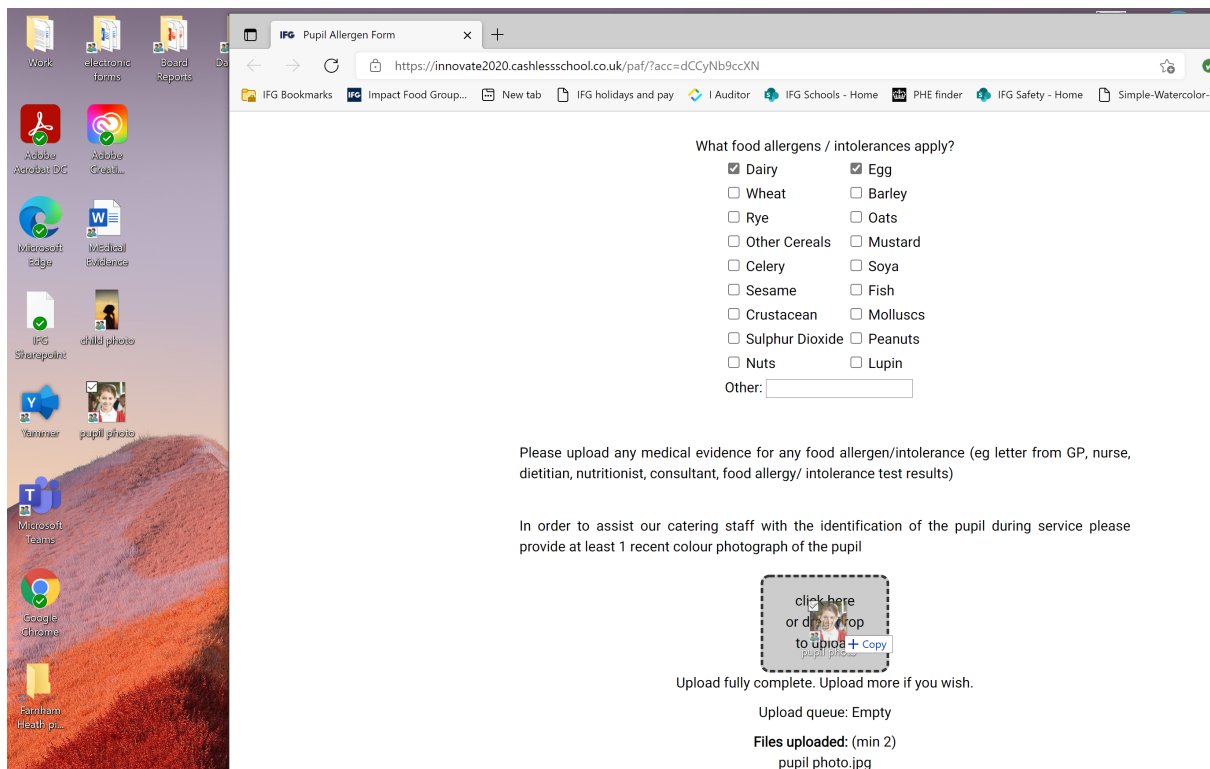 Work
electronic
forms
Board
Reports
Da
IFG Pupil Allergen Form
https://innovate2020.cashlessschool.co.uk/paf/?acc=dCCyNb9ccXN
IFG Bookmarks IFG Impact Food Group... New tab IFG holidays and pay I Auditor IFG Schools - Home PHE finder IFG Safety - Home Simple-Watercolor-
Adobe
Acrobat DC
Adobe
Creati...
Microsoft
Edge
MEdical
Evidence
IFG
Sharepoint
child photo
Yammer
pupil photo
Microsoft
Teams
Google
Chrome
Farnham
Heath pi...
What food allergens / intolerances apply?
Dairy Egg
Wheat Barley
Rye Oats
Other Cereals Mustard
Celery Soya
Sesame Fish
Crustacean Molluscs
Sulphur Dioxide Peanuts
Nuts Lupin
Other:
Please upload any medical evidence for any food allergen/intolerance (eg letter from GP, nurse,
dietitian, nutritionist, consultant, food allergy/ intolerance test results)
In order to assist our catering staff with the identification of the pupil during service please
provide at least 1 recent colour photograph of the pupil
click here
or drop
to uploa + Copy
pupil photo
Upload fully complete. Upload more if you wish.
Upload queue: Empty
Files uploaded: (min 2)
pupil photo.jpg